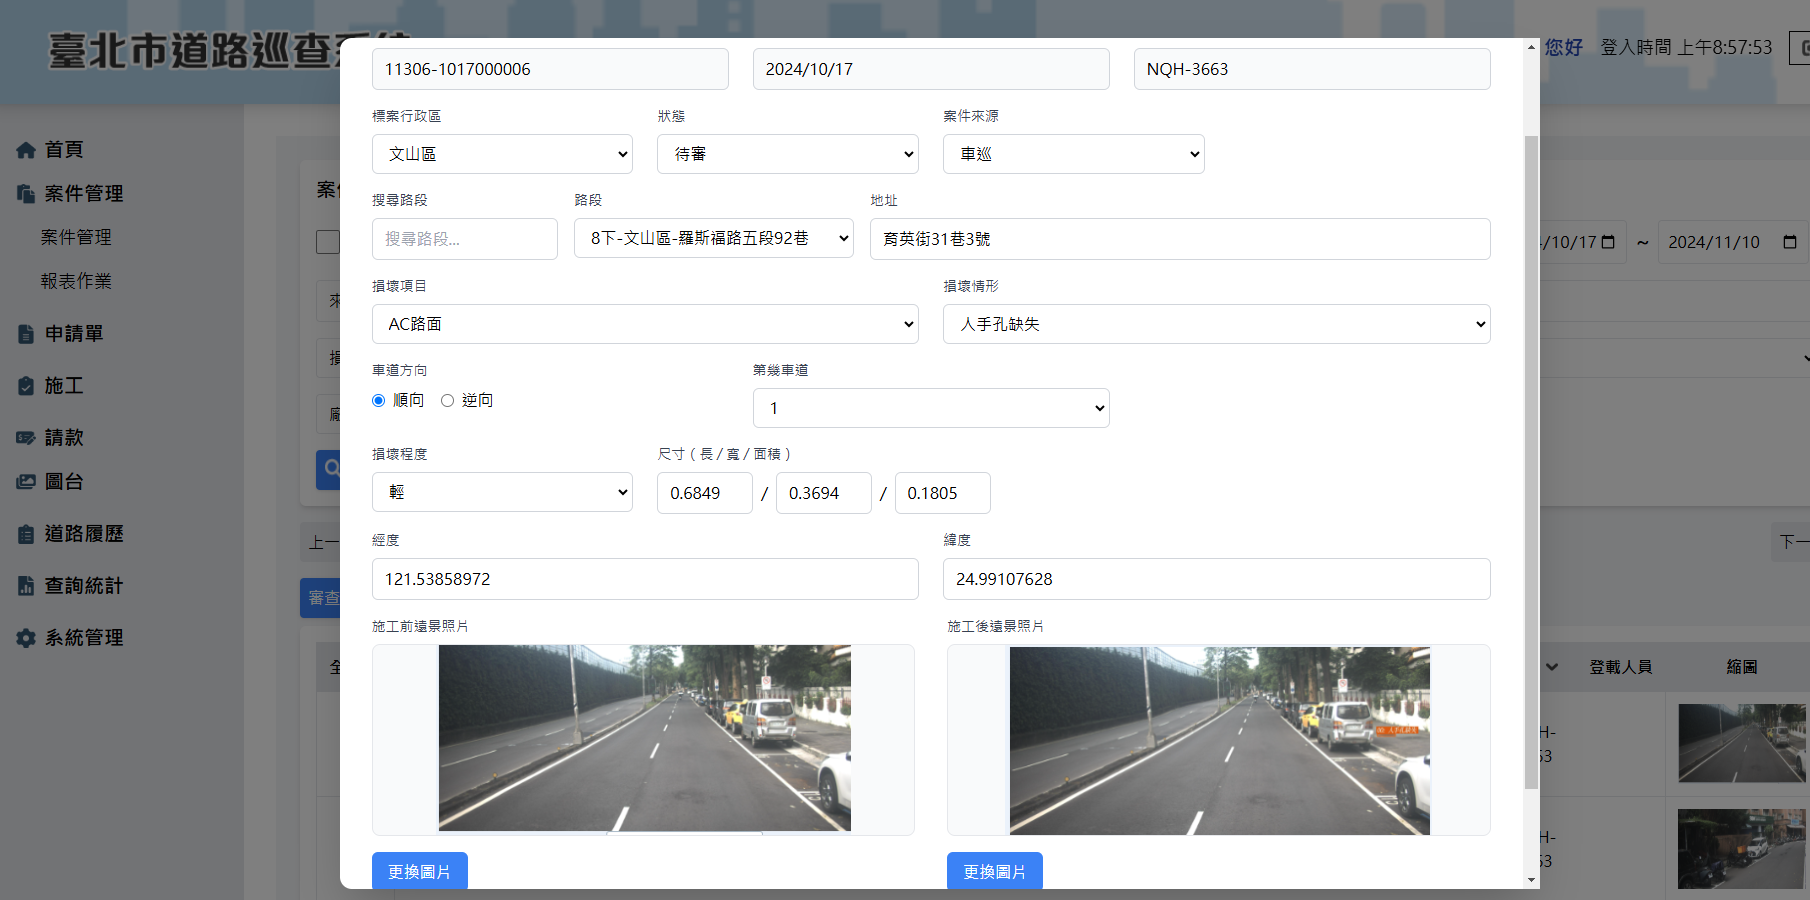 臺北市道路巡查系統
您好 登入時間 上午8:57:53
首頁
案件管理
案件管理
報表作業
申請單
施工
請款
圖台
道路履歷
查詢統計
系統管理
11306-1017000006
2024/10/17
NQH-3663
標案行政區
狀態
案件來源
文山區
待審
車巡
搜尋路段
路段
地址
搜尋路段...
8下-文山區-羅斯福路五段92巷
育英街31巷3號
損壞項目
損壞情形
AC路面
人手孔缺失
車道方向
第幾車道
順向
逆向
1
損壞程度
尺寸 ( 長 / 寬 / 面積 )
輕
0.6849 / 0.3694 / 0.1805
經度
緯度
121.53858972
24.99107628
施工前遠景照片
施工後遠景照片
更換圖片
更換圖片
案
/10/17 ~ 2024/11/10
上一
下一
審查
全
登載人員
縮圖
H-
53
H-
53